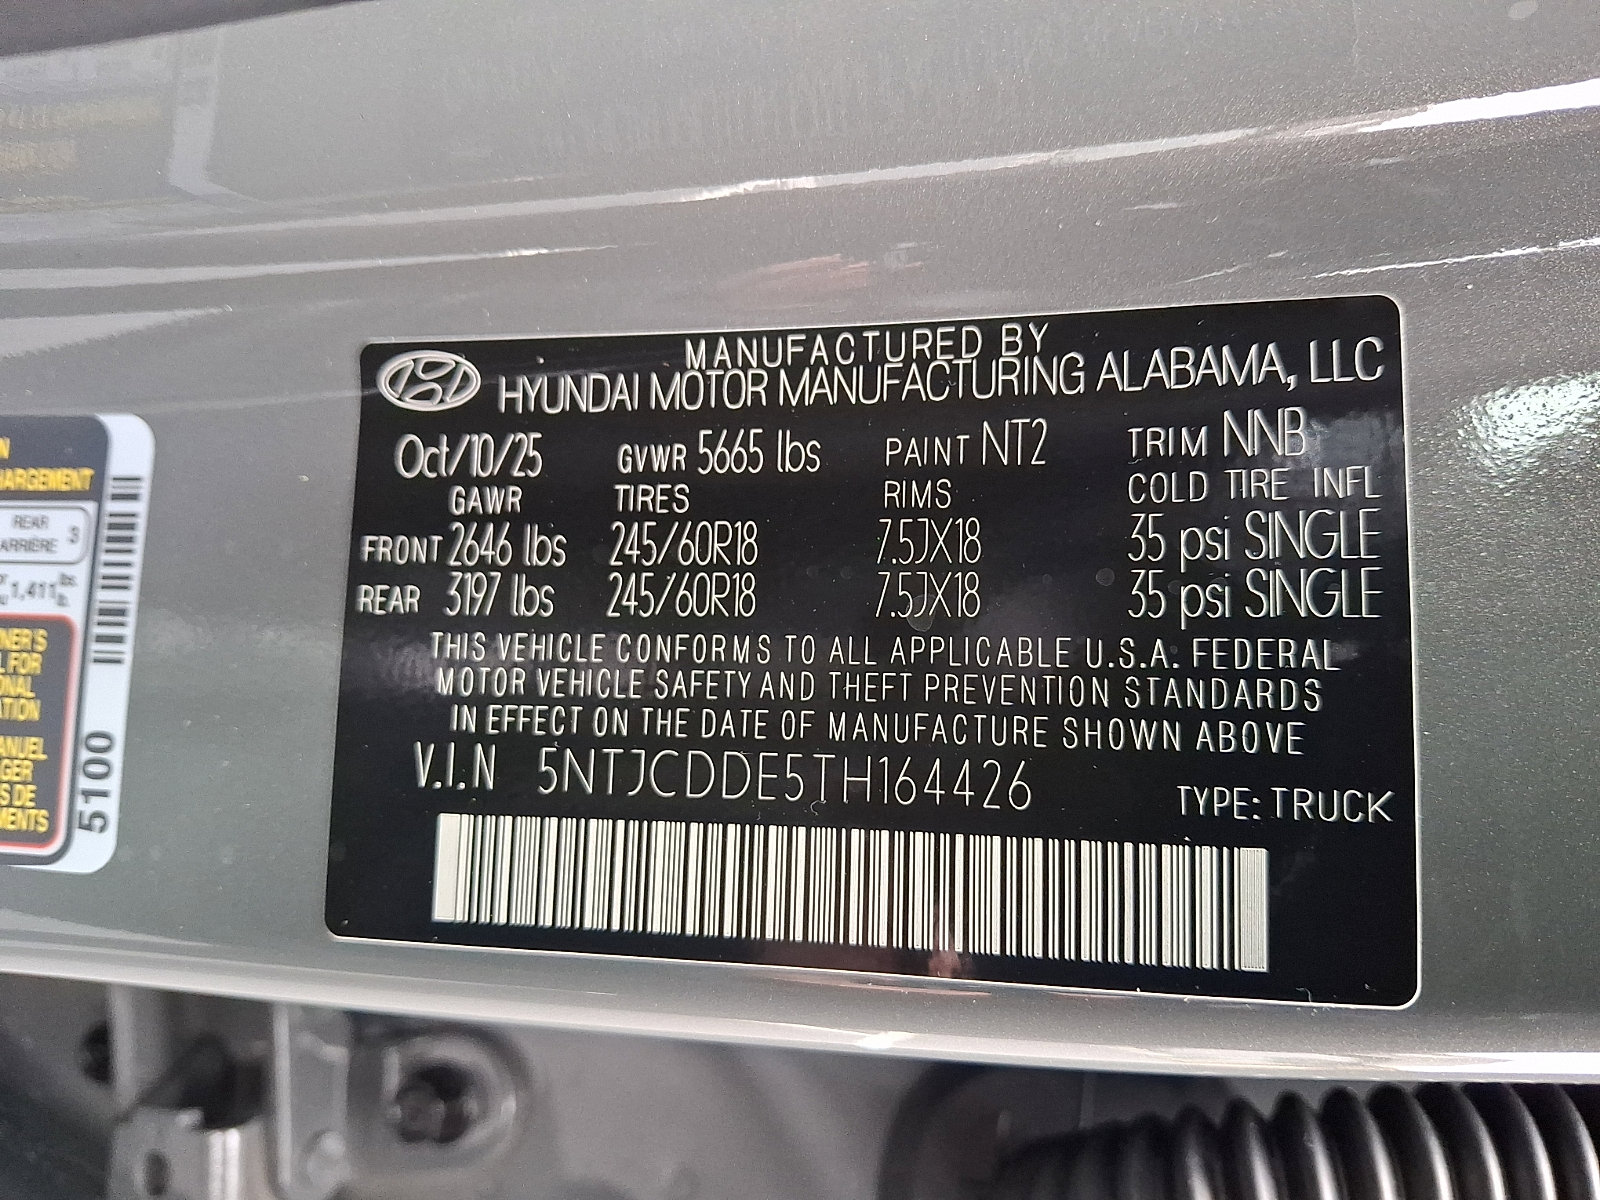 MANUFACTURED BY
HYUNDAI MOTOR MANUFACTURING ALABAMA, LLC
Oct/10/25 GVWR 5665 lbs PAINT NT2 TRIM NNB
GAWR TIRES RIMS COLD TIRE INFL
FRONT 2646 lbs 245/60R18 7.5JX18 35 psi SINGLE
REAR 3197 lbs 245/60R18 7.5JX18 35 psi SINGLE
THIS VEHICLE CONFORMS TO ALL APPLICABLE U.S.A. FEDERAL
MOTOR VEHICLE SAFETY AND THEFT PREVENTION STANDARDS
IN EFFECT ON THE DATE OF MANUFACTURE SHOWN ABOVE
V.I.N 5NTJCDDE5TH164426
TYPE: TRUCK
REAR 3
1,411 lbs.
FOR
5100